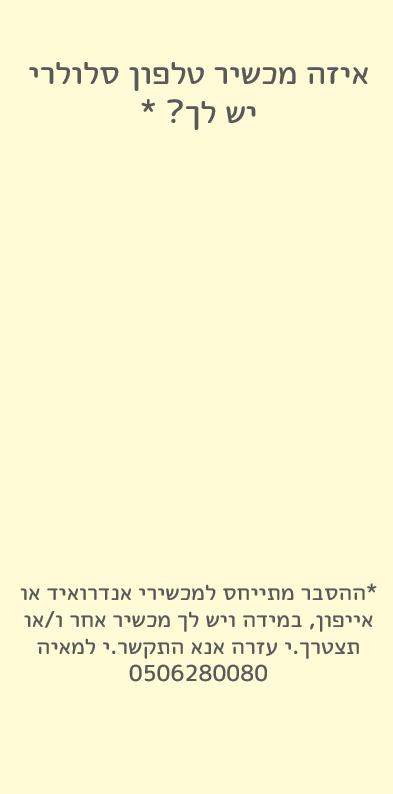 איזה מכשיר טלפון סלולרי
יש לך? *
*ההסבר מתייחס למכשירי אנדרואיד או
אייפון, במידה ויש לך מכשיר אחר ו/או
תצטרך.י עזרה אנא התקשר.י למאיה
0506280080